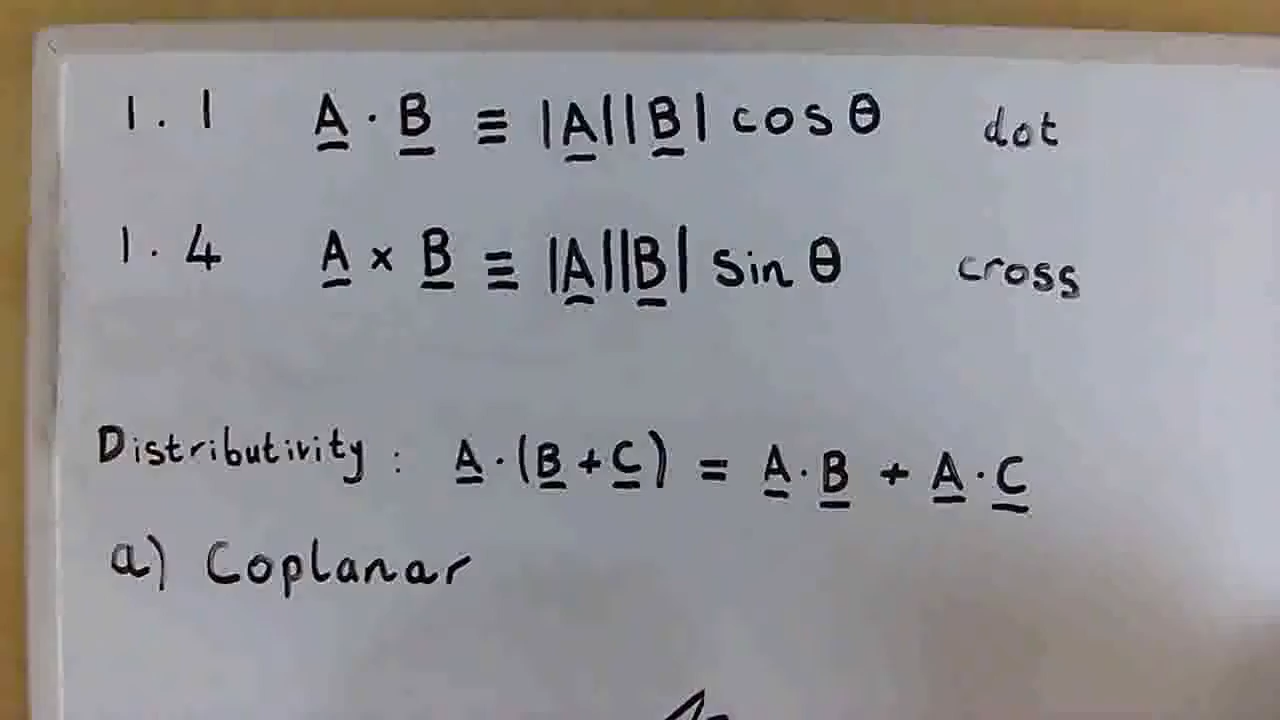 1.1 A · B ≡ |A||B| cos θ dot
1.4 A × B ≡ |A||B| sin θ cross
Distributivity : A · (B + C) = A · B + A · C
a) Coplanar